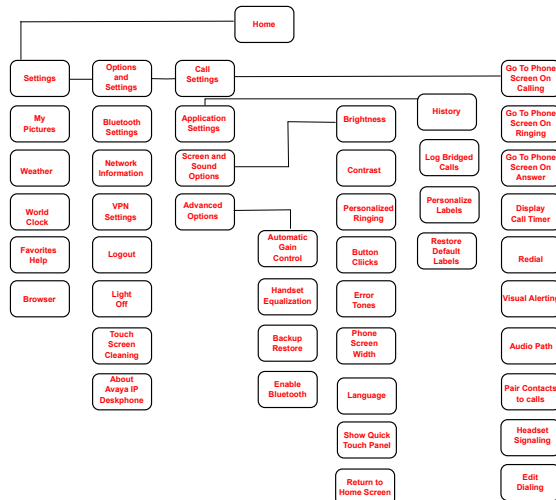 Home
Settings
Options
and
Settings
Call
Settings
Go To Phone
Screen On
Calling
My
Pictures
Bluetooth
Settings
Application
Settings
Brightness
History
Go To Phone
Screen On
Ringing
Weather
Network
Information
Screen and
Sound
Options
Contrast
Log Bridged
Calls
Go To Phone
Screen On
Answer
World
Clock
VPN
Settings
Advanced
Options
Personalized
Ringing
Personalize
Labels
Display
Call Timer
Favorites
Help
Logout
Automatic
Gain
Control
Button
Cliicks
Restore
Default
Labels
Redial
Browser
Light
Off
Handset
Equalization
Error
Tones
Visual Alerting
Touch
Screen
Cleaning
Backup
Restore
Phone
Screen
Width
Audio Path
About
Avaya IP
Deskphone
Enable
Bluetooth
Language
Pair Contacts
to calls
Show Quick
Touch Panel
Headset
Signaling
Return to
Home Screen
Edit
Dialing